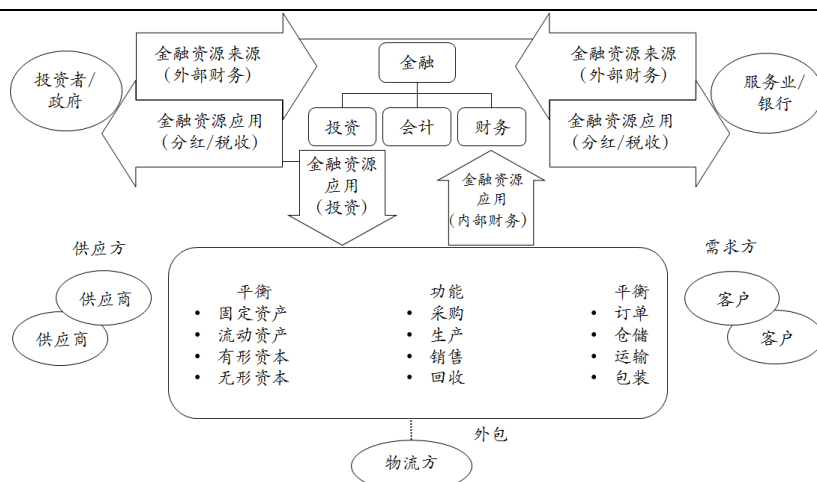 投资者/
政府
金融资源来源
(外部财务)
金融资源应用
(分红/税收)
金融
投资
会计
财务
金融资源来源
(外部财务)
金融资源应用
(分红/税收)
服务业/
银行
金融资源
应用
(投资)
金融资源
应用
(内部财务)
供应方
供应商
供应商
平衡
• 固定资产
• 流动资产
• 有形资本
• 无形资本
功能
• 采购
• 生产
• 销售
• 回收
平衡
• 订单
• 仓储
• 运输
• 包装
需求方
客户
客户
外包
物流方